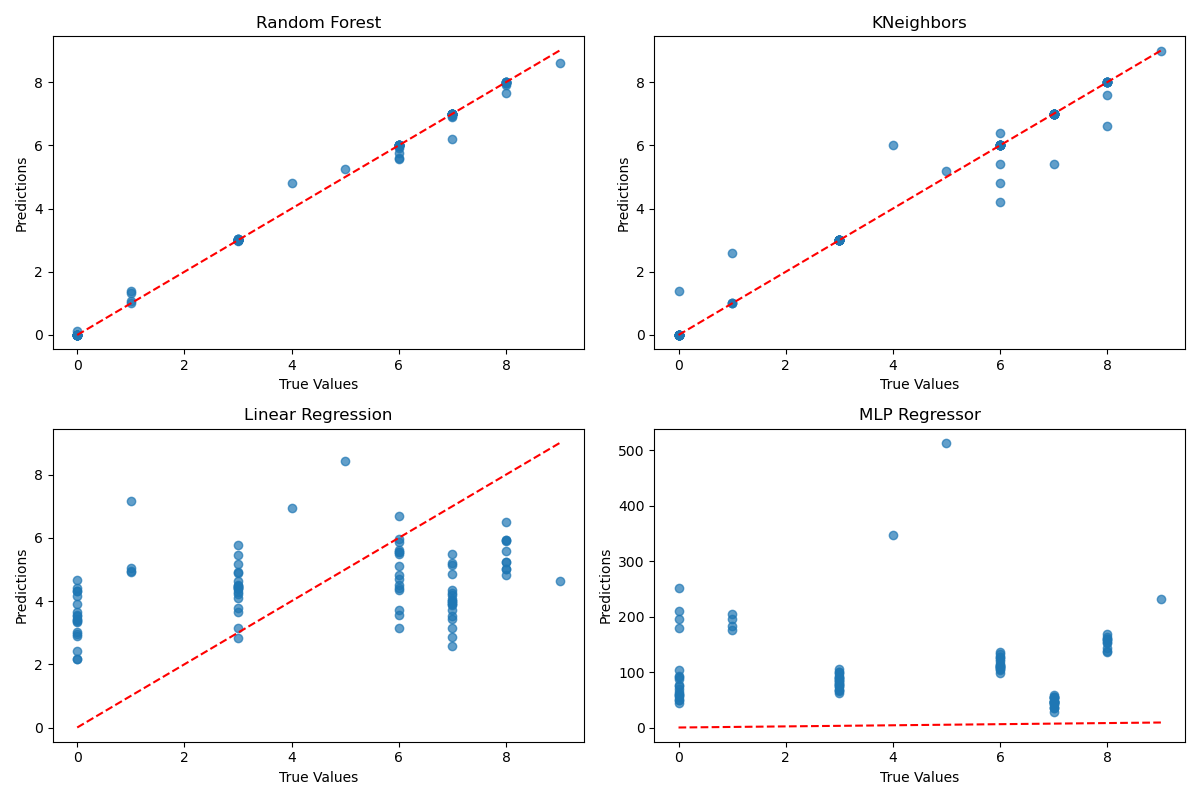 Random Forest
Predictions
8
6
4
2
0
0 2 4 6 8
True Values
KNeighbors
Predictions
8
6
4
2
0
0 2 4 6 8
True Values
Linear Regression
Predictions
8
6
4
2
0
0 2 4 6 8
True Values
MLP Regressor
Predictions
500
400
300
200
100
0
0 2 4 6 8
True Values